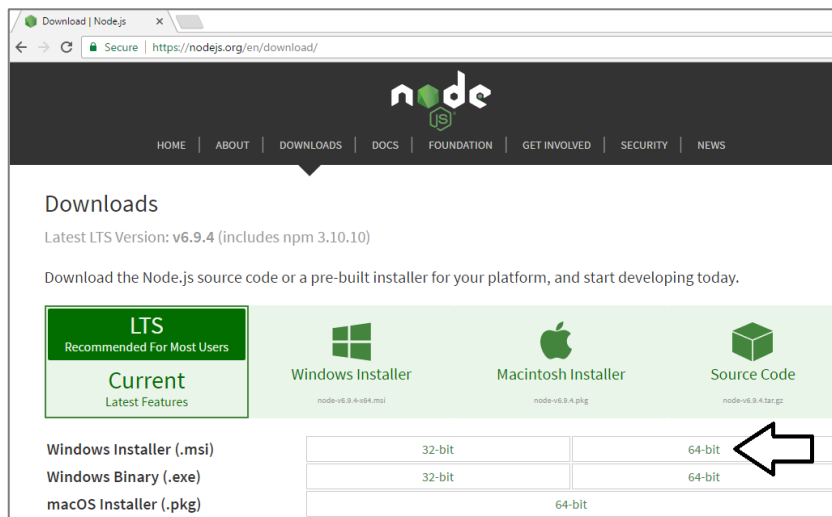 Download | Node.js
Secure | https://nodejs.org/en/download/
node
JS
HOME | ABOUT | DOWNLOADS | DOCS | FOUNDATION | GET INVOLVED | SECURITY | NEWS
Downloads
Latest LTS Version: v6.9.4 (includes npm 3.10.10)
Download the Node.js source code or a pre-built installer for your platform, and start developing today.
LTS
Recommended For Most Users
Current
Latest Features
Windows Installer
node-v6.9.4-x64.msi
Macintosh Installer
node-v6.9.4.pkg
Source Code
node-v6.9.4.tar.gz
Windows Installer (.msi) 32-bit 64-bit
Windows Binary (.exe) 32-bit 64-bit
macOS Installer (.pkg) 64-bit